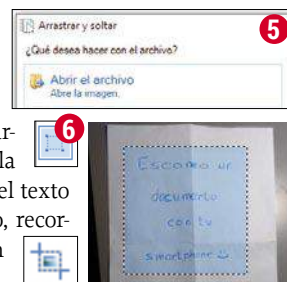 Arrastrar y soltar
5
¿Qué desea hacer con el archivo?
Abrir el archivo
Abre la imagen.
ar-
6
la
el texto
o, recor-
Escaneo un
documento
con tu
smartphone